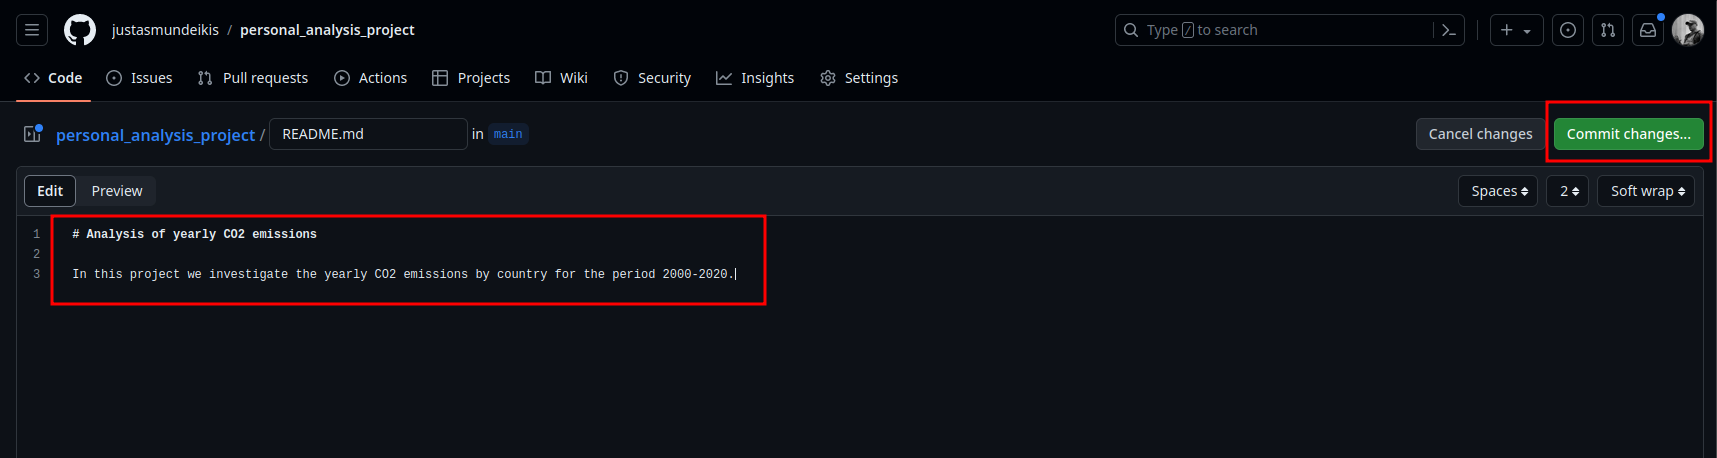 justasmundeikis / personal_analysis_project
Type / to search
Code Issues Pull requests Actions Projects Wiki Security Insights Settings
personal_analysis_project / README.md in main
Cancel changes Commit changes...
Edit Preview
Spaces 2 Soft wrap
1 # Analysis of yearly CO2 emissions
2
3 In this project we investigate the yearly CO2 emissions by country for the period 2000-2020.